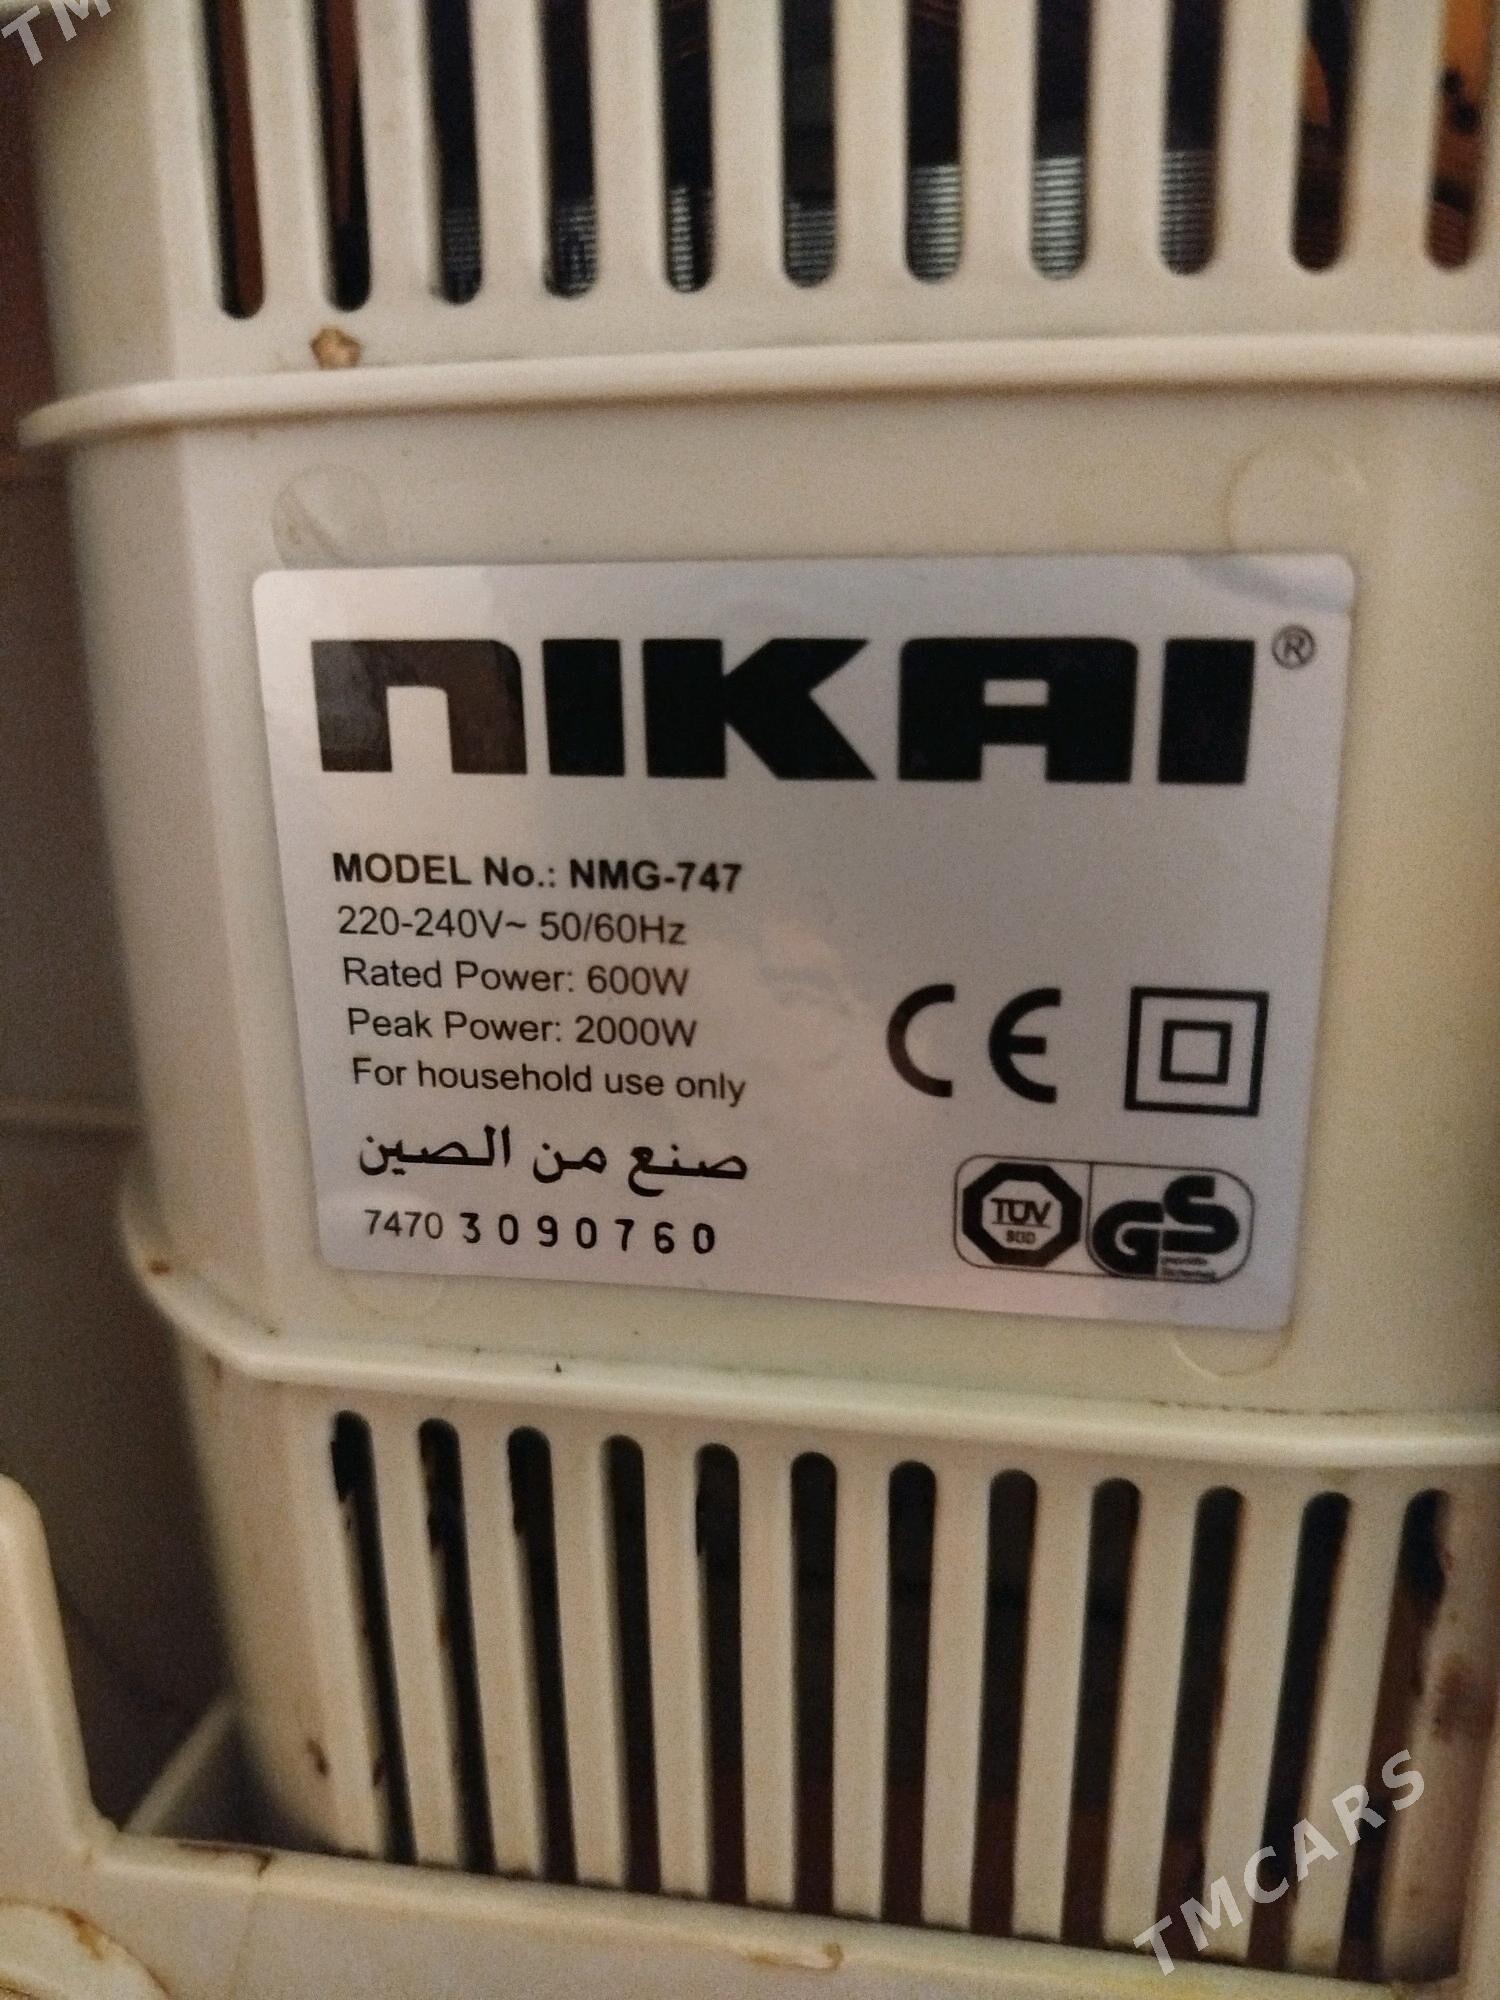 TM
NIKAI®
MODEL No.: NMG-747
220-240V~ 50/60Hz
Rated Power: 600W
Peak Power: 2000W
For household use only
CE
صنع من الصين
7470 3090760
TÜV
SÜD
GS
TMCARS